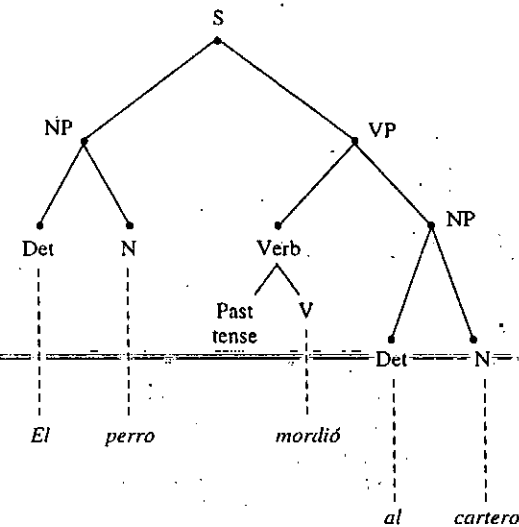 S
NP VP
Det N Verb NP
Past V
tense
Det N
El perro mordió
al cartero